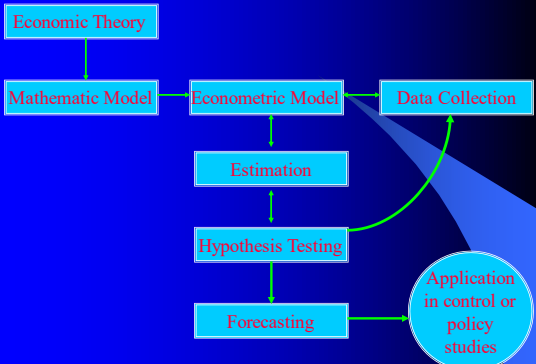 Economic Theory
Mathematic Model
Econometric Model
Data Collection
Estimation
Hypothesis Testing
Forecasting
Application
in control or
policy
studies